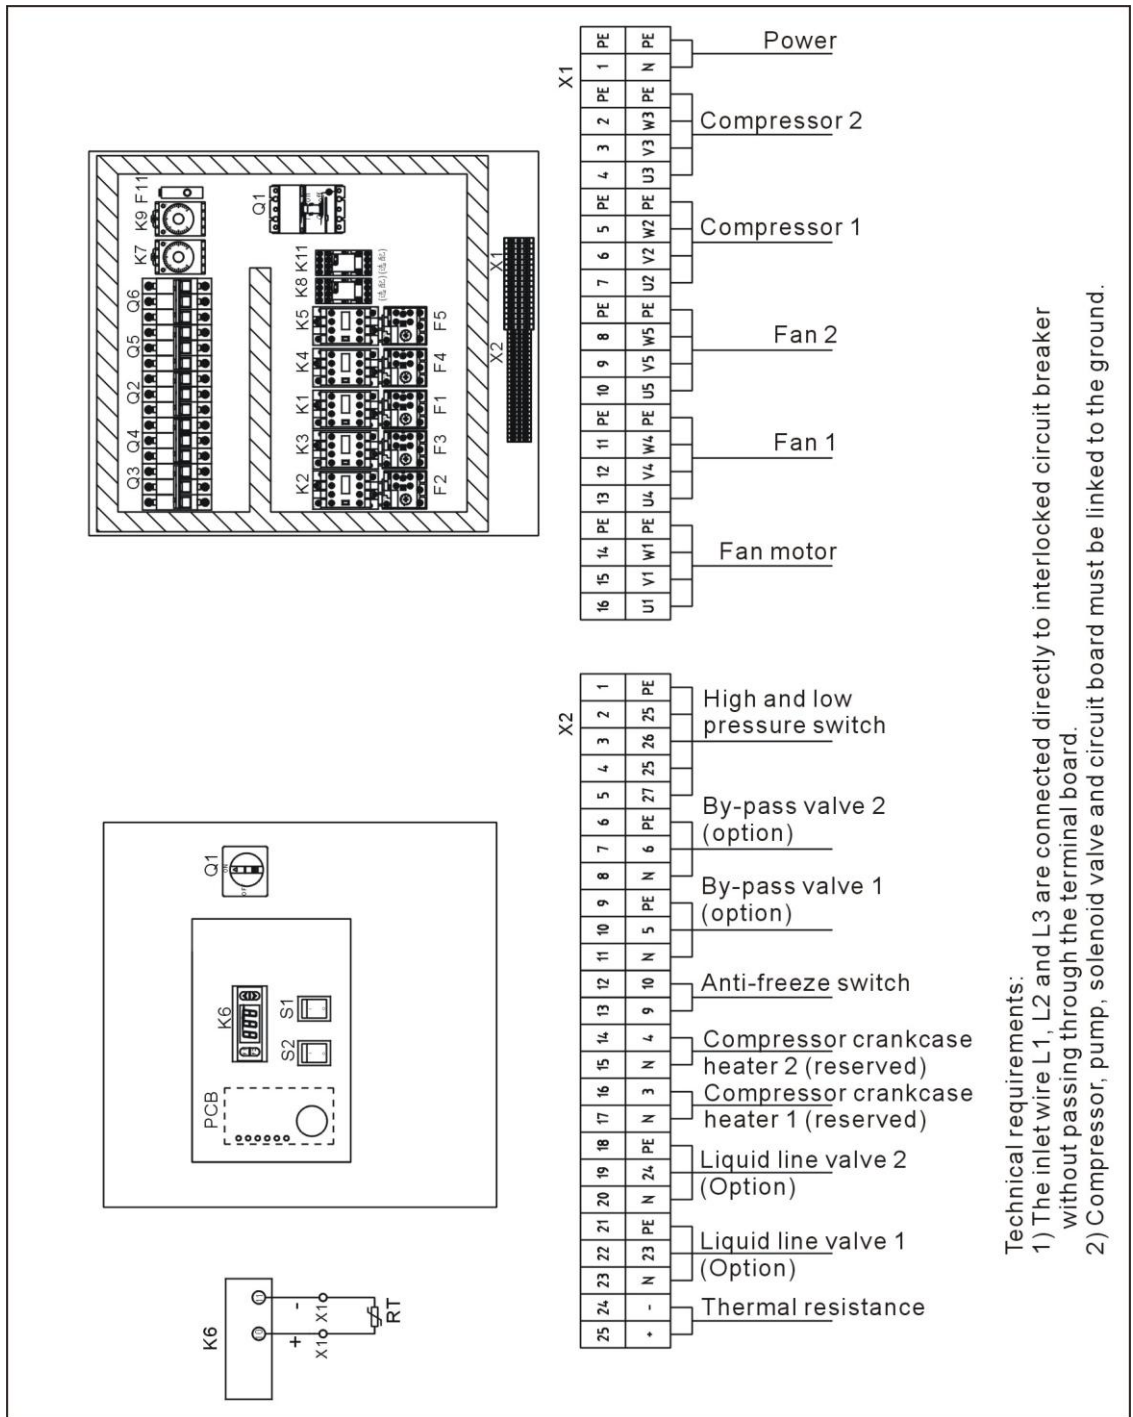 X1
PE PE
1 N
Power
PE PE
2 W3
3 V3
4 U3
Compressor 2
PE PE
5 W2
6 V2
7 U2
Compressor 1
PE PE
8 W5
9 V5
10 U5
Fan 2
PE PE
11 W4
12 V4
13 U4
Fan 1
PE PE
14 W1
15 V1
16 U1
Fan motor
X2
1 PE
2 25
3 26
4 25
5 27
High and low
pressure switch
6 PE
7 6
8 N
By-pass valve 2
(option)
9 PE
10 5
11 N
By-pass valve 1
(option)
12 10
13 9
Anti-freeze switch
14 4
15 N
Compressor crankcase
heater 2 (reserved)
16 3
17 N
Compressor crankcase
heater 1 (reserved)
18 PE
19 24
20 N
Liquid line valve 2
(Option)
21 PE
22 23
23 N
Liquid line valve 1
(Option)
24 -
25 +
Thermal resistance
K9 F11
K7
Q6
Q5
Q2
Q4
Q3
Q1
K8 K11
(选配)(选配)
K5 F5
K4 F4
K1 F1
K3 F3
K2 F2
X1
X2
Q1
ON
OF
K6
888
S2 S1
PCB
K6
10 11
+ -
X1 X1
RT
Technical requirements:
1) The inlet wire L1, L2 and L3 are connected directly to interlocked circuit breaker
without passing through the terminal board.
2) Compressor, pump, solenoid valve and circuit board must be linked to the ground.